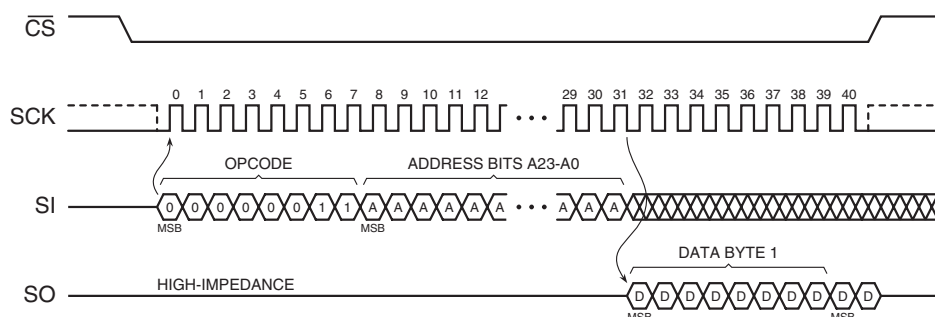 CS
SCK
0 1 2 3 4 5 6 7 8 9 10 11 12 29 30 31 32 33 34 35 36 37 38 39 40
OPCODE ADDRESS BITS A23-A0
SI
0 0 0 0 0 0 1 1 A A A A A A A A A
MSB MSB
DATA BYTE 1
SO
HIGH-IMPEDANCE
D D D D D D D D D D
MSB MSB